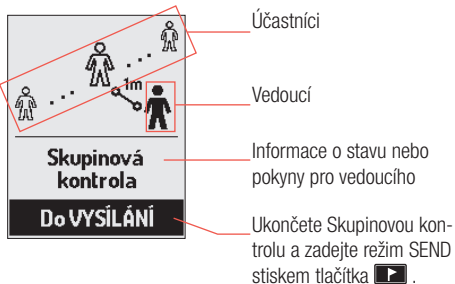 Účastníci
1m
Vedoucí
Skupinová
kontrola
Informace o stavu nebo
pokyny pro vedoucího
Do VYSÍLÁNÍ
Ukončete Skupinovou kon-
trolu a zadejte režim SEND
stiskem tlačítka .